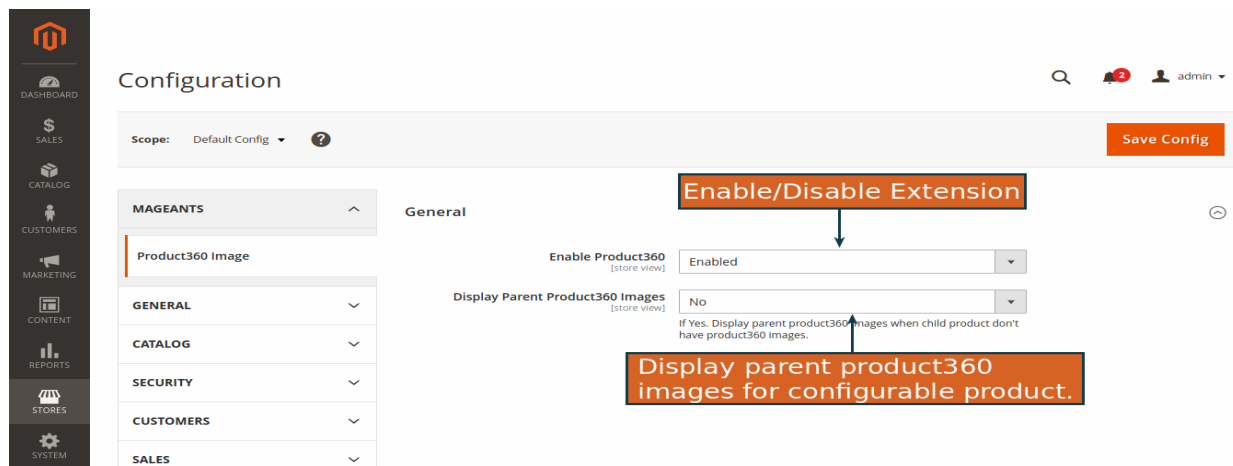 DASHBOARD
SALES
CATALOG
CUSTOMERS
MARKETING
CONTENT
REPORTS
STORES
SYSTEM
Configuration
2
admin
Scope: Default Config ?
Save Config
MAGEANTS
Product360 Image
GENERAL
CATALOG
SECURITY
CUSTOMERS
SALES
General
Enable/Disable Extension
Enable Product360
[store view]
Enabled
Display Parent Product360 Images
[store view]
No
If Yes. Display parent product360 images when child product don't
have product360 images.
Display parent product360
images for configurable product.